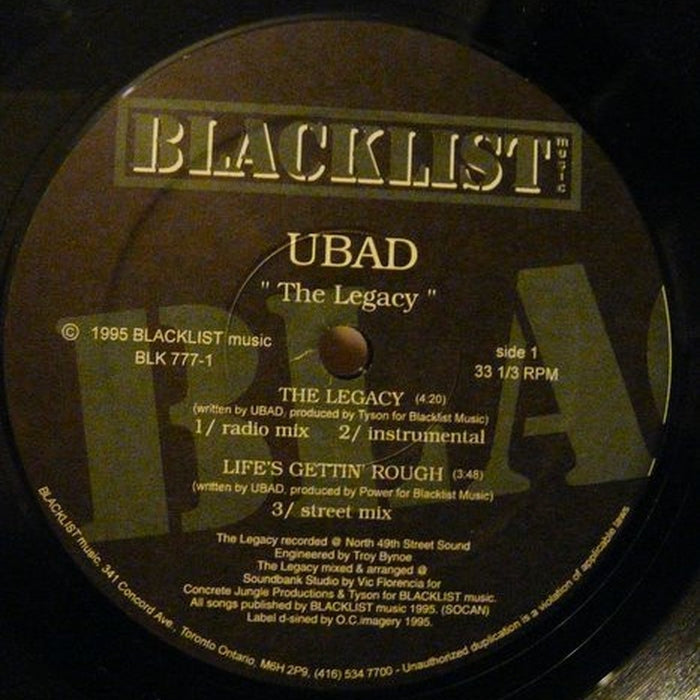 BLACKLIST music
UBAD
" The Legacy "
© 1995 BLACKLIST music
BLK 777-1
side 1
33 1/3 RPM
THE LEGACY (4:20)
(written by UBAD, produced by Tyson for Blacklist Music)
1/ radio mix 2/ instrumental
LIFE'S GETTIN' ROUGH (3:48)
(written by UBAD, produced by Power for Blacklist Music)
3/ street mix
The Legacy recorded @ North 49th Street Sound
Engineered by Troy Bynoe
The Legacy mixed & arranged @
Soundbank Studio by Vic Florencia for
Concrete Jungle Productions & Tyson for BLACKLIST music.
All songs published by BLACKLIST music 1995. (SOCAN)
Label d-sined by O.C.imagery 1995.
BLACKLIST music, 341 Concord Ave., Toronto Ontario, M6H 2P9, (416) 534 7700 - Unauthorized duplication is a violation of applicable laws
BLA